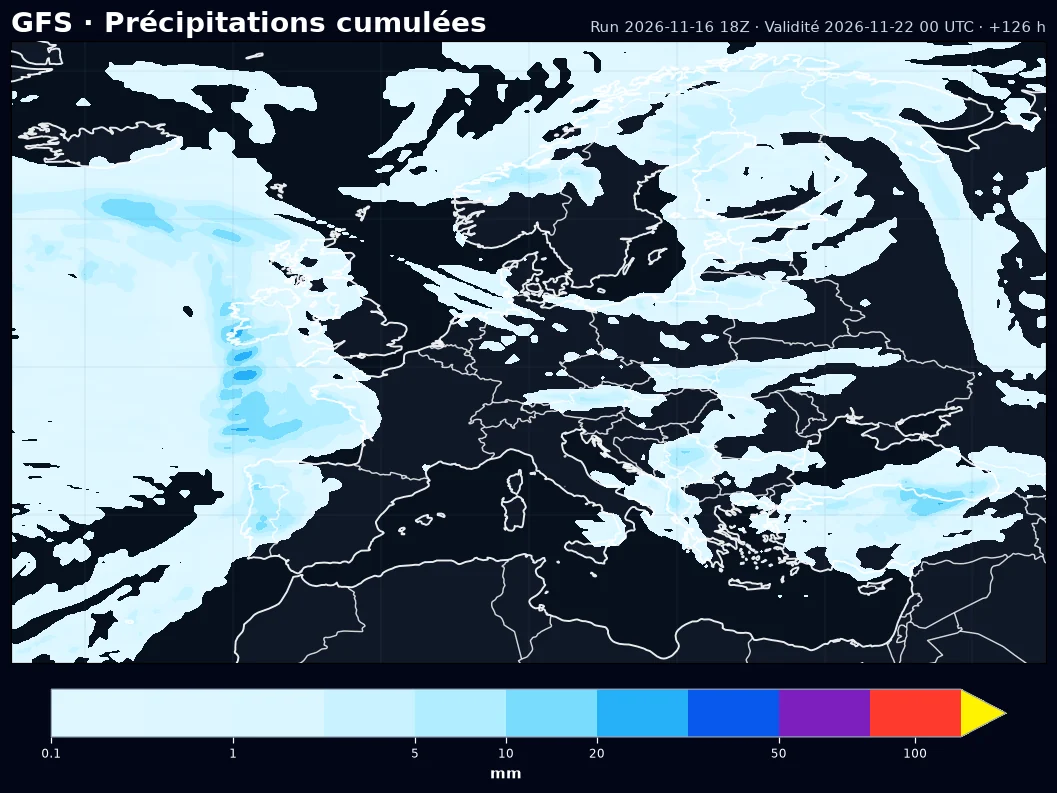 GFS · Précipitations cumulées
Run 2026-11-16 18Z · Validité 2026-11-22 00 UTC · +126 h
0.1 1 5 10 20 50 100
mm